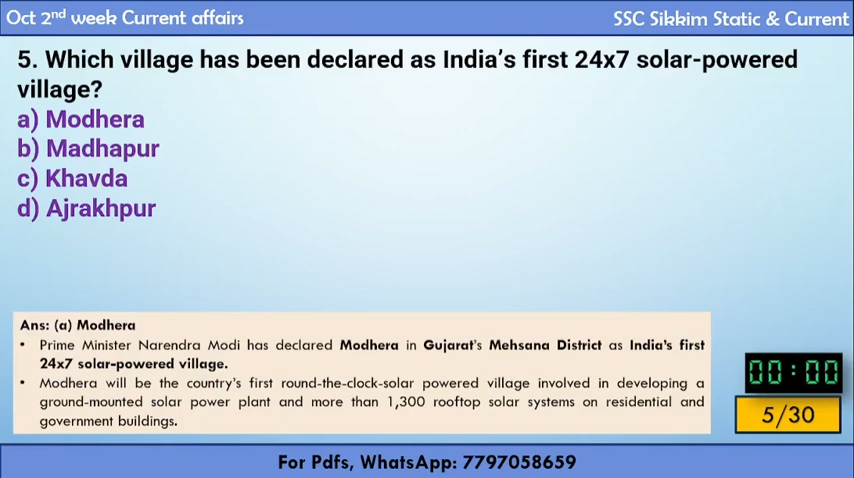 Oct 2nd week Current affairs
SSC Sikkim Static & Current
5. Which village has been declared as India's first 24x7 solar-powered
village?
a) Modhera
b) Madhapur
c) Khavda
d) Ajrakhpur
Ans: (a) Modhera
• Prime Minister Narendra Modi has declared Modhera in Gujarat's Mehsana District as India's first
24x7 solar-powered village.
• Modhera will be the country's first round-the-clock-solar powered village involved in developing a
ground-mounted solar power plant and more than 1,300 rooftop solar systems on residential and
government buildings.
00:00
5/30
For Pdfs, WhatsApp: 7797058659